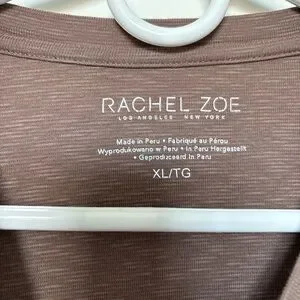 RACHEL ZOE
LOS ANGELES NEW YORK
Made in Peru • Fabriqué au Pérou
Wyprodukowano w Peru • In Peru Hergestellt
• Geproduceerd In Peru
XL/TG